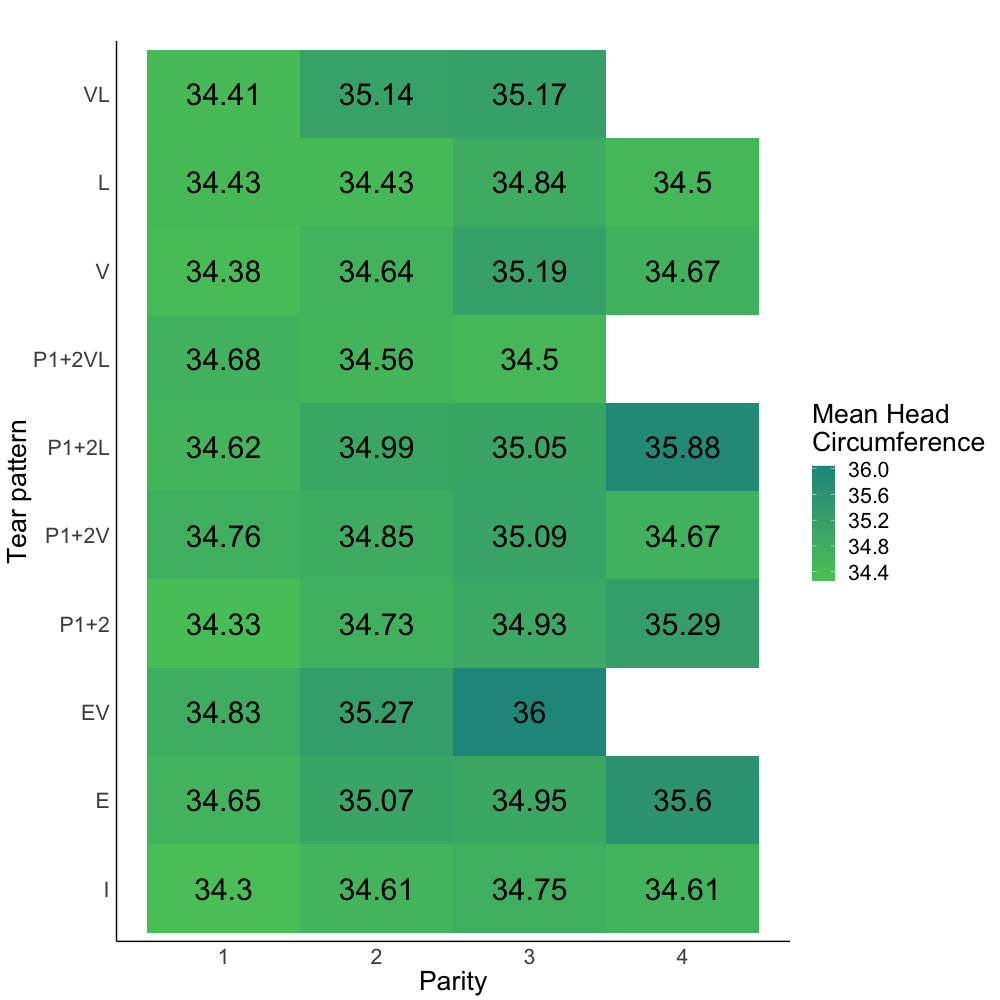 VL 34.41 35.14 35.17
L 34.43 34.43 34.84 34.5
V 34.38 34.64 35.19 34.67
P1+2VL 34.68 34.56 34.5
P1+2L 34.62 34.99 35.05 35.88
P1+2V 34.76 34.85 35.09 34.67
P1+2 34.33 34.73 34.93 35.29
EV 34.83 35.27 36
E 34.65 35.07 34.95 35.6
I 34.3 34.61 34.75 34.61
1 2 3 4
Parity
Tear pattern
Mean Head
Circumference
36.0
35.6
35.2
34.8
34.4